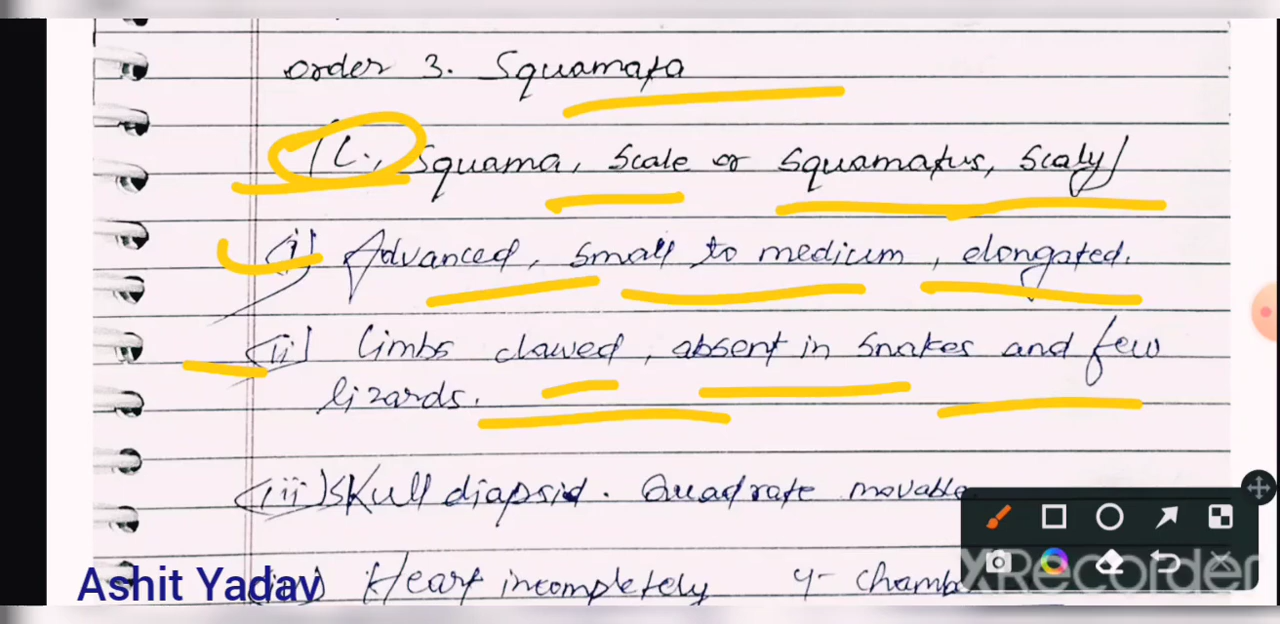 order 3. Squamata
(L., Squama, Scale or Squamatus, Scaly)
(i) Advanced, Small to medium, elongated.
(ii) Limbs clawed, absent in Snakes and few
lizards.
(iii) Skull diapsid. Quadrate movable
Heart incompletely 4- chamb
Ashit Yadav
XRecorder